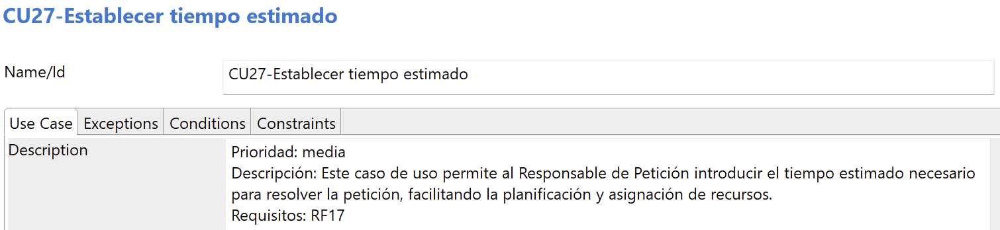 CU27-Establecer tiempo estimado
Name/Id
CU27-Establecer tiempo estimado
Use Case Exceptions Conditions Constraints
Description
Prioridad: media
Descripción: Este caso de uso permite al Responsable de Petición introducir el tiempo estimado necesario
para resolver la petición, facilitando la planificación y asignación de recursos.
Requisitos: RF17